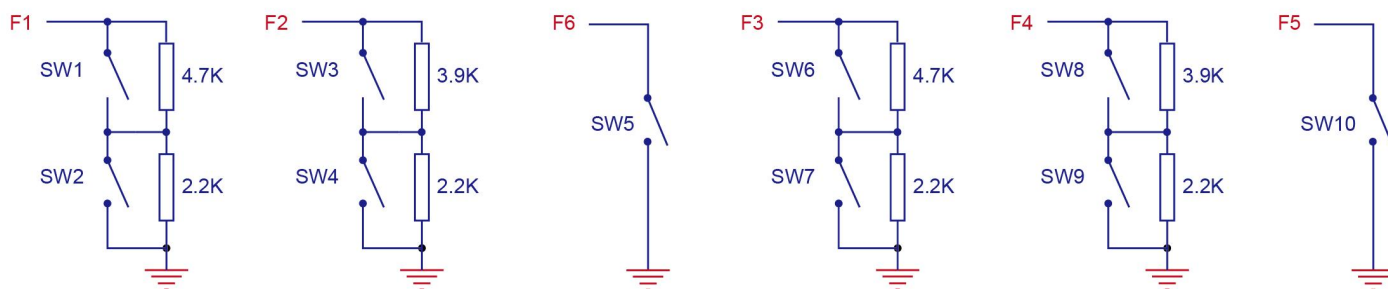 F1
SW1
4.7K
SW2
2.2K
F2
SW3
3.9K
SW4
2.2K
F6
SW5
F3
SW6
4.7K
SW7
2.2K
F4
SW8
3.9K
SW9
2.2K
F5
SW10